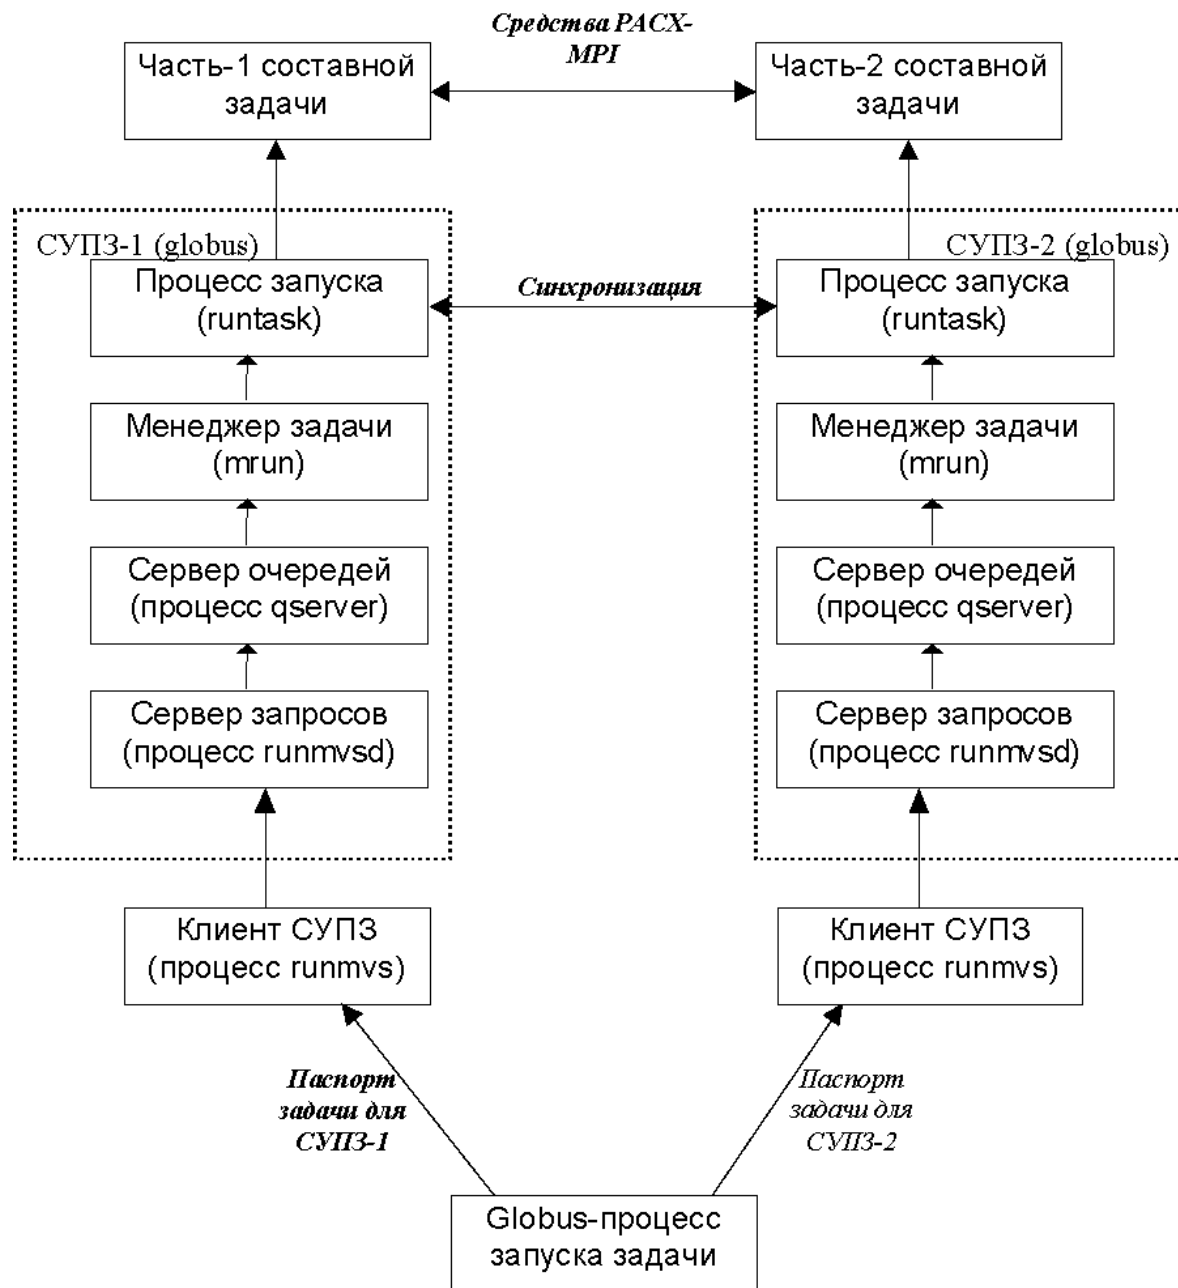 Средства PACX-
MPI
Часть-1 составной
задачи
Часть-2 составной
задачи
СУПЗ-1 (globus)
СУПЗ-2 (globus)
Процесс запуска
(runtask)
Синхронизация
Процесс запуска
(runtask)
Менеджер задачи
(mrun)
Менеджер задачи
(mrun)
Сервер очередей
(процесс qserver)
Сервер очередей
(процесс qserver)
Сервер запросов
(процесс runmvsd)
Сервер запросов
(процесс runmvsd)
Клиент СУПЗ
(процесс runmvs)
Клиент СУПЗ
(процесс runmvs)
Паспорт
задачи для
СУПЗ-1
Паспорт
задачи для
СУПЗ-2
Globus-процесс
запуска задачи